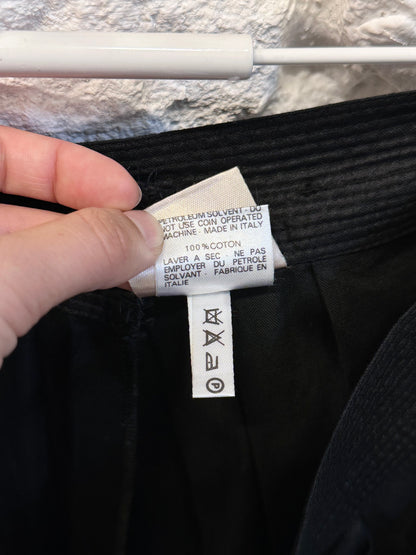 PETROLEUM SOLVENT - DO
NOT USE COIN OPERATED
MACHINE - MADE IN ITALY
100% COTON
LAVER A SEC - NE PAS
EMPLOYER DU PETROLE
SOLVANT - FABRIQUE EN
ITALIE
P